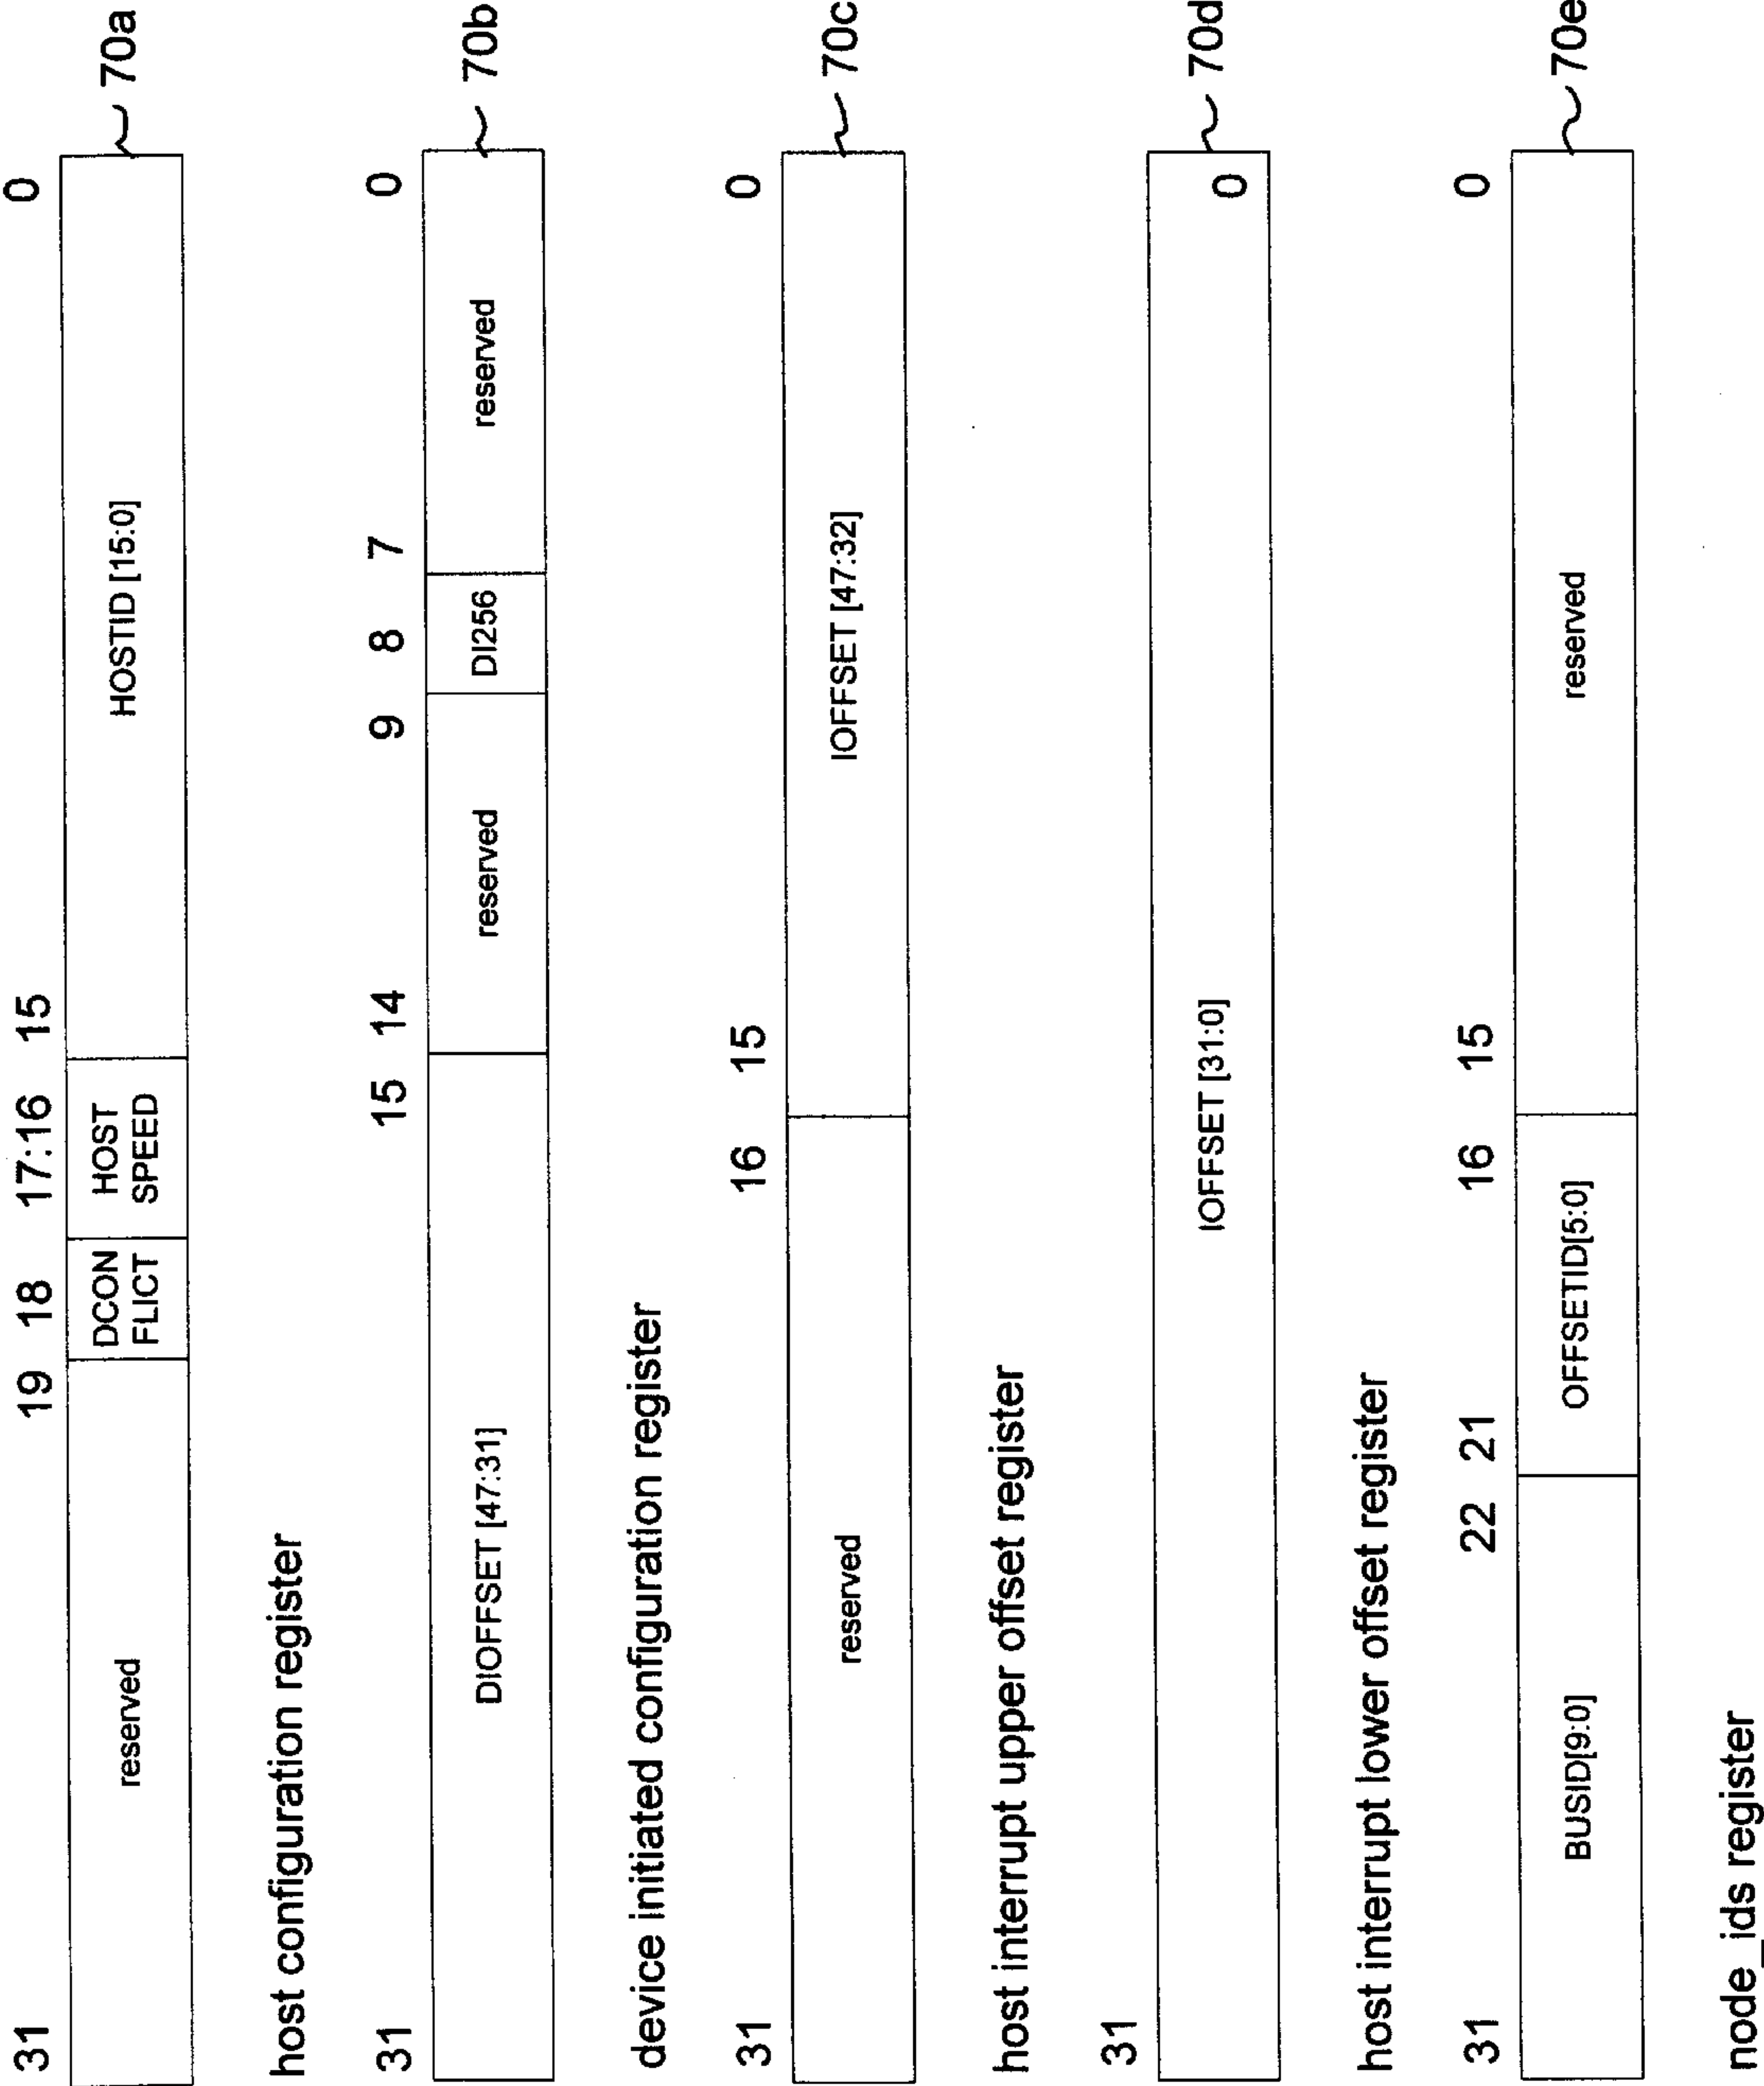 31 19 18 17:16 15 0
reserved DCON FLICT HOST SPEED HOSTID [15:0] 70a
host configuration register
31 15 14 9 8 7 0
DIOFFSET [47:31] reserved DI256 reserved 70b
device initiated configuration register
31 16 15 0
reserved IOFFSET [47:32] 70c
host interrupt upper offset register
31 0
IOFFSET [31:0] 70d
host interrupt lower offset register
31 22 21 16 15 0
BUSID[9:0] OFFSETID[5:0] reserved 70e
node_ids register